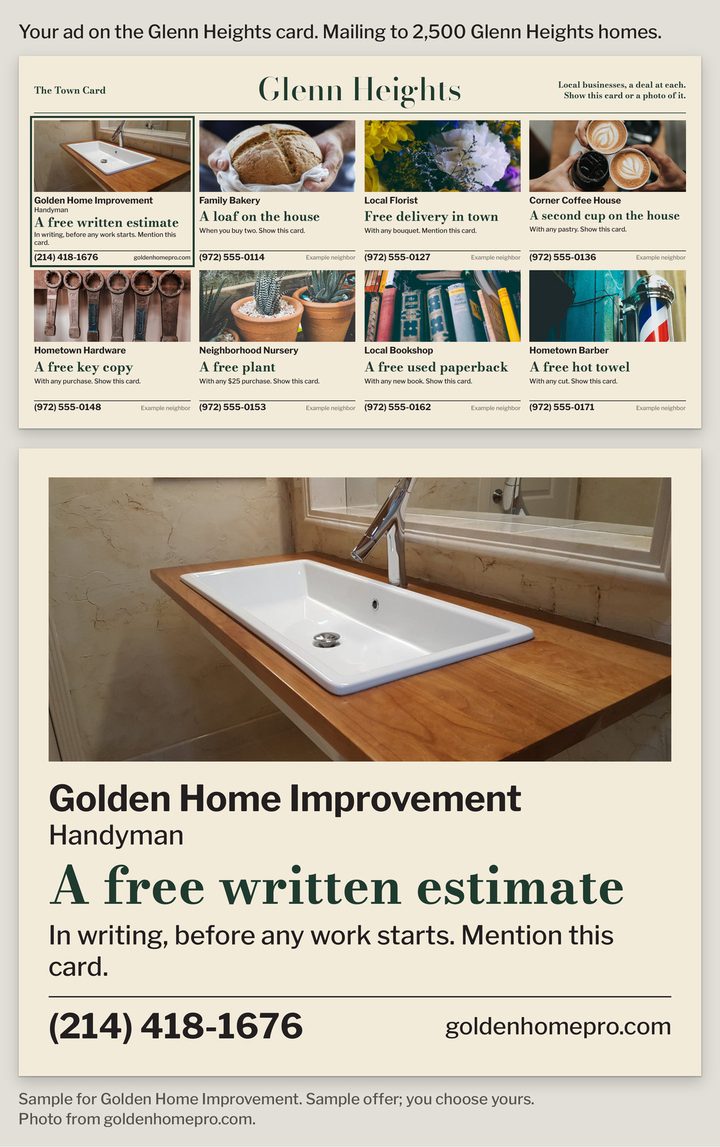 Your ad on the Glenn Heights card. Mailing to 2,500 Glenn Heights homes.
The Town Card
Glenn Heights
Local businesses, a deal at each.
Show this card or a photo of it.
Golden Home Improvement
Handyman
A free written estimate
In writing, before any work starts. Mention this
card.
(214) 418-1676
goldenhomepro.com
Family Bakery
A loaf on the house
When you buy two. Show this card.
(972) 555-0114
Example neighbor
Local Florist
Free delivery in town
With any bouquet. Mention this card.
(972) 555-0127
Example neighbor
Corner Coffee House
A second cup on the house
With any pastry. Show this card.
(972) 555-0136
Example neighbor
Hometown Hardware
A free key copy
With any purchase. Show this card.
(972) 555-0148
Example neighbor
Neighborhood Nursery
A free plant
With any $25 purchase. Show this card.
(972) 555-0153
Example neighbor
Local Bookshop
A free used paperback
With any new book. Show this card.
(972) 555-0162
Example neighbor
Hometown Barber
A free hot towel
With any cut. Show this card.
(972) 555-0171
Example neighbor
Golden Home Improvement
Handyman
A free written estimate
In writing, before any work starts. Mention this
card.
(214) 418-1676
goldenhomepro.com
Sample for Golden Home Improvement. Sample offer; you choose yours.
Photo from goldenhomepro.com.